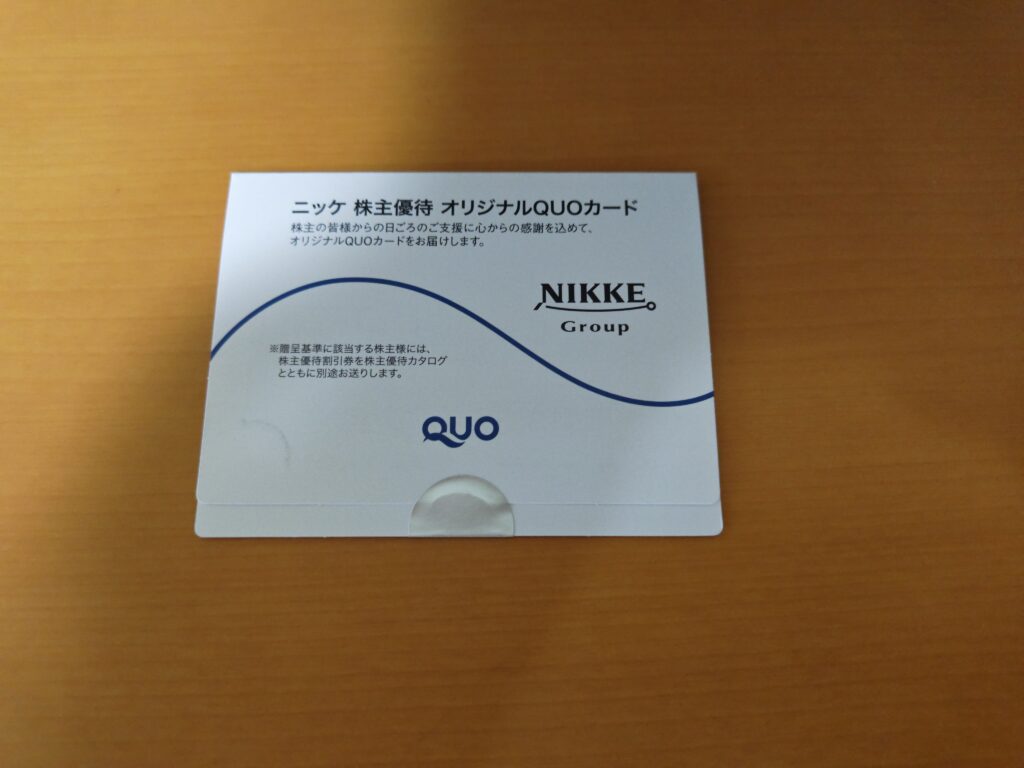 ニッケ 株主優待 オリジナルQUOカード
株主の皆様からの日ごろのご支援に心からの感謝を込めて、
オリジナルQUOカードをお届けします。
NIKKE
Group
※贈呈基準に該当する株主様には、
株主優待割引券を株主優待カタログ
とともに別途お送りします。
QUO